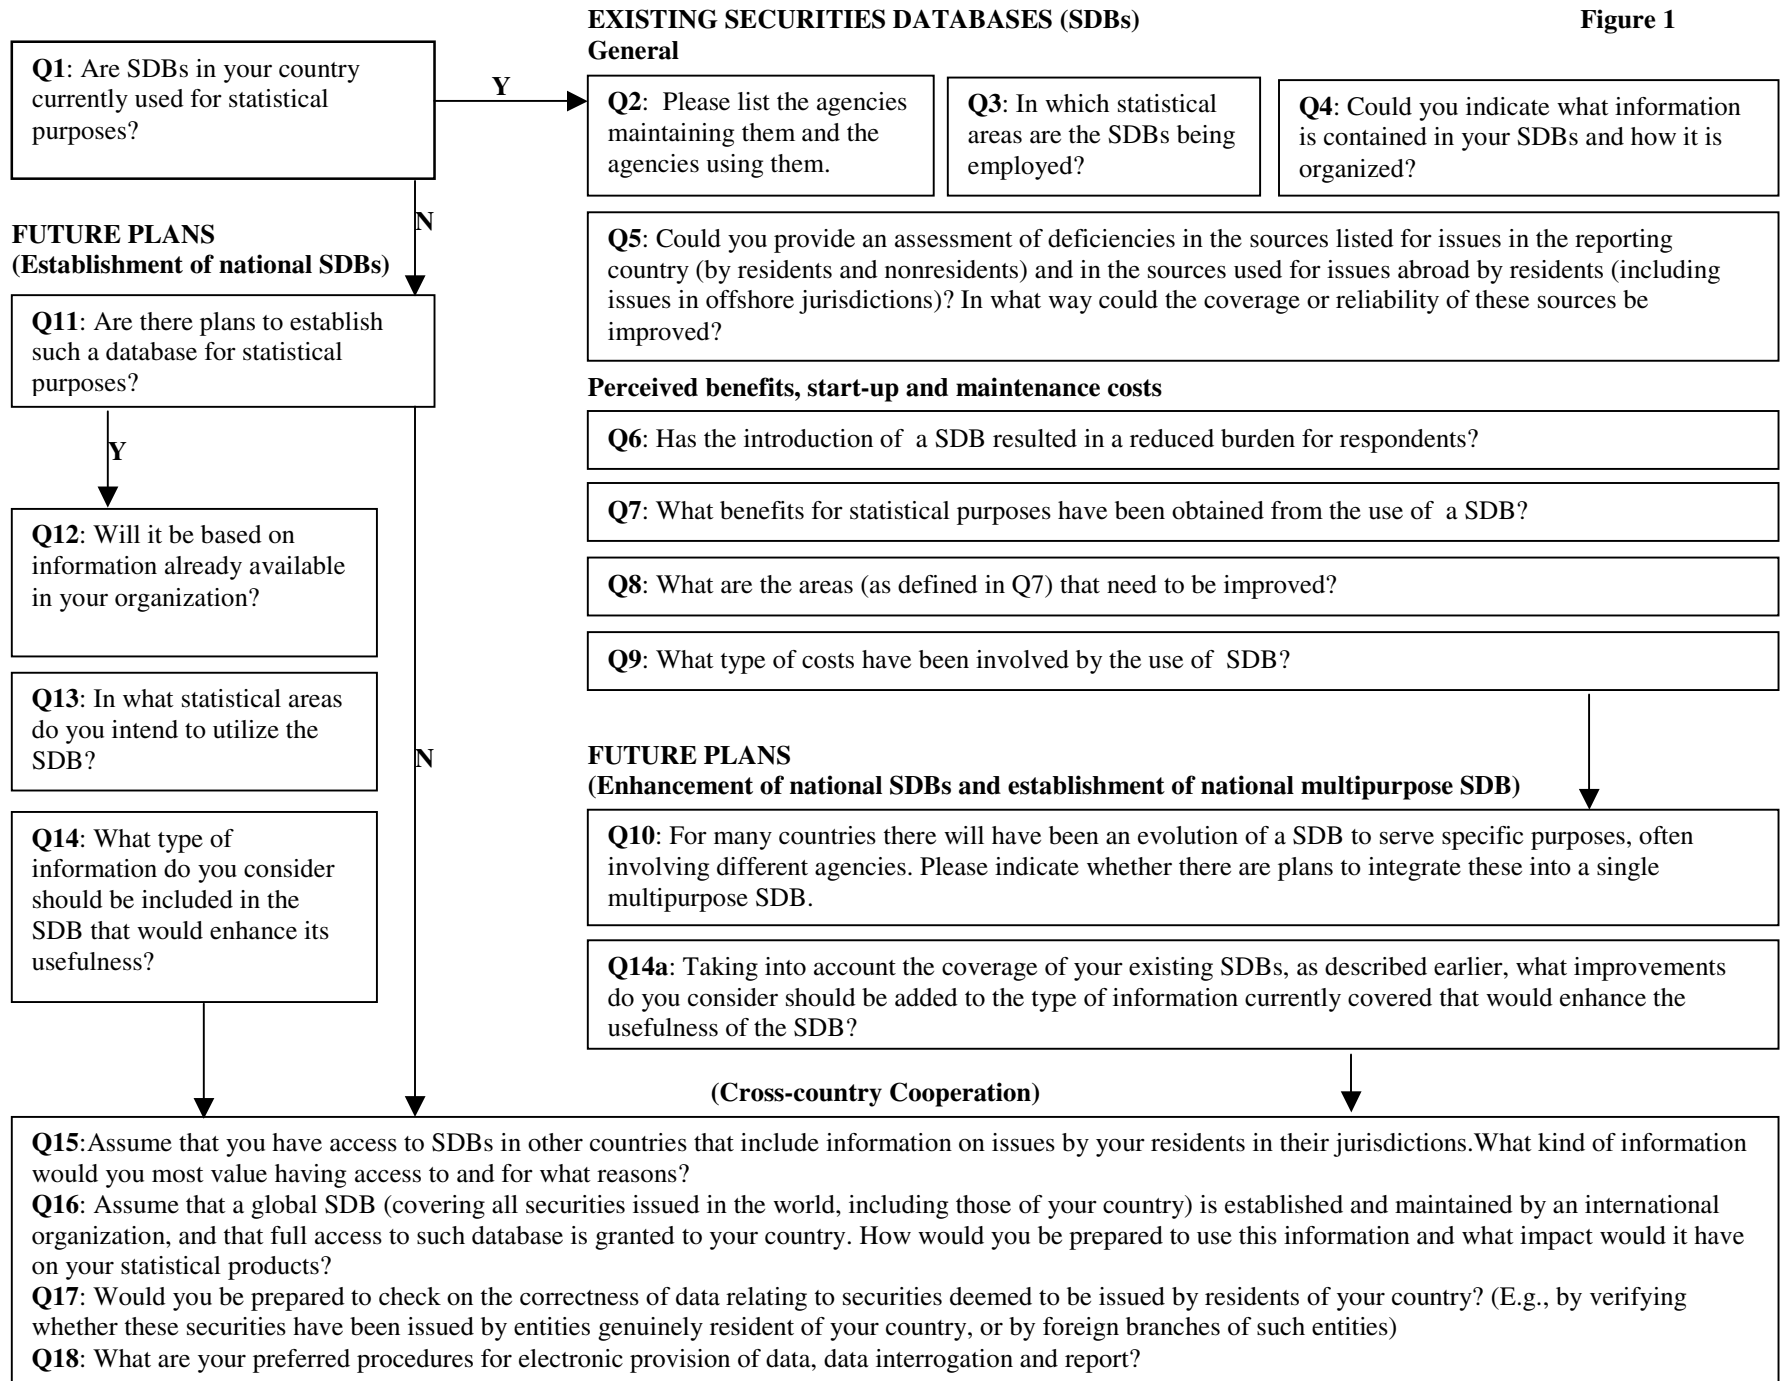 EXISTING SECURITIES DATABASES (SDBs)
Figure 1
General
Q1: Are SDBs in your country
currently used for statistical
purposes?
Y
Q2:  Please list the agencies
maintaining them and the
agencies using them.
Q3: In which statistical
areas are the SDBs being
employed?
Q4: Could you indicate what information
is contained in your SDBs and how it is
organized?
N
FUTURE PLANS
(Establishment of national SDBs)
Q5: Could you provide an assessment of deficiencies in the sources listed for issues in the reporting
country (by residents and nonresidents) and in the sources used for issues abroad by residents (including
issues in offshore jurisdictions)? In what way could the coverage or reliability of these sources be
improved?
Q11: Are there plans to establish
such a database for statistical
purposes?
Perceived benefits, start-up and maintenance costs
Q6: Has the introduction of  a SDB resulted in a reduced burden for respondents?
Y
Q7: What benefits for statistical purposes have been obtained from the use of  a SDB?
Q12: Will it be based on
information already available
in your organization?
Q8: What are the areas (as defined in Q7) that need to be improved?
Q9: What type of costs have been involved by the use of  SDB?
Q13: In what statistical areas
do you intend to utilize the
SDB?
N
FUTURE PLANS
(Enhancement of national SDBs and establishment of national multipurpose SDB)
Q14: What type of
information do you consider
should be included in the
SDB that would enhance its
usefulness?
Q10: For many countries there will have been an evolution of a SDB to serve specific purposes, often
involving different agencies. Please indicate whether there are plans to integrate these into a single
multipurpose SDB.
Q14a: Taking into account the coverage of your existing SDBs, as described earlier, what improvements
do you consider should be added to the type of information currently covered that would enhance the
usefulness of the SDB?
(Cross-country Cooperation)
Q15:Assume that you have access to SDBs in other countries that include information on issues by your residents in their jurisdictions.What kind of information
would you most value having access to and for what reasons?
Q16: Assume that a global SDB (covering all securities issued in the world, including those of your country) is established and maintained by an international
organization, and that full access to such database is granted to your country. How would you be prepared to use this information and what impact would it have
on your statistical products?
Q17: Would you be prepared to check on the correctness of data relating to securities deemed to be issued by residents of your country? (E.g., by verifying
whether these securities have been issued by entities genuinely resident of your country, or by foreign branches of such entities)
Q18: What are your preferred procedures for electronic provision of data, data interrogation and report?